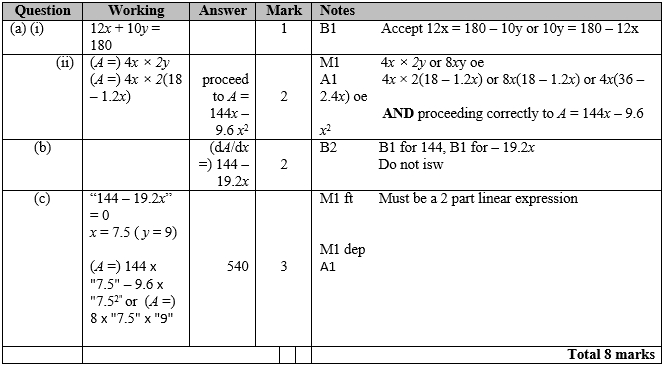 Question Working Answer Mark Notes
(a) (i) 12x + 10y = 1 B1 Accept 12x = 180 – 10y or 10y = 180 – 12x
180
(ii) (A =) 4x × 2y M1 4x × 2y or 8xy oe
(A =) 4x × 2(18 proceed A1 4x × 2(18 – 1.2x) or 8x(18 – 1.2x) or 4x(36 –
– 1.2x) to A = 2 2.4x) oe
144x – AND proceeding correctly to A = 144x – 9.6
9.6 x² x²
(b) (dA/dx B2 B1 for 144, B1 for – 19.2x
=) 144 – 2 Do not isw
19.2x
(c) "144 – 19.2x" M1 ft Must be a 2 part linear expression
= 0
x = 7.5 ( y = 9)
M1 dep
(A =) 144 x 540 3 A1
"7.5" – 9.6 x
"7.5²" or (A =)
8 x "7.5" x "9"
Total 8 marks